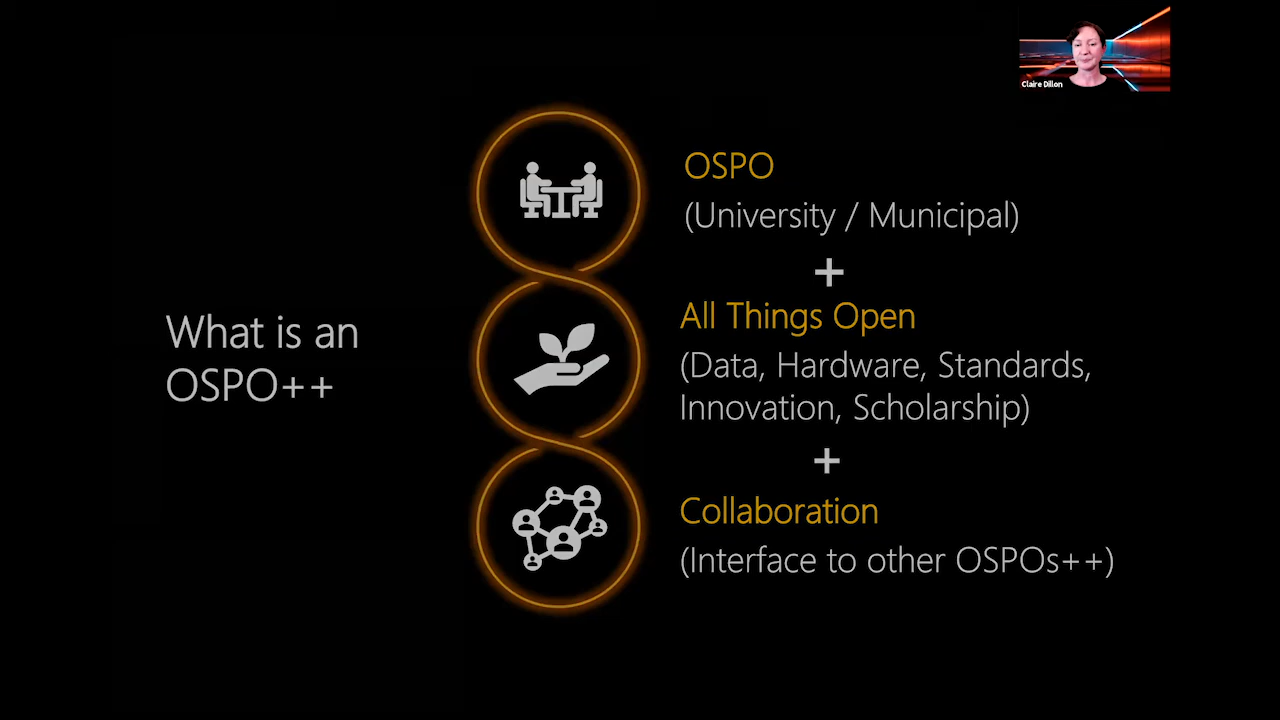 Claire Dillon
What is an
OSPO++
OSPO
(University / Municipal)
+
All Things Open
(Data, Hardware, Standards,
Innovation, Scholarship)
+
Collaboration
(Interface to other OSPOs++)